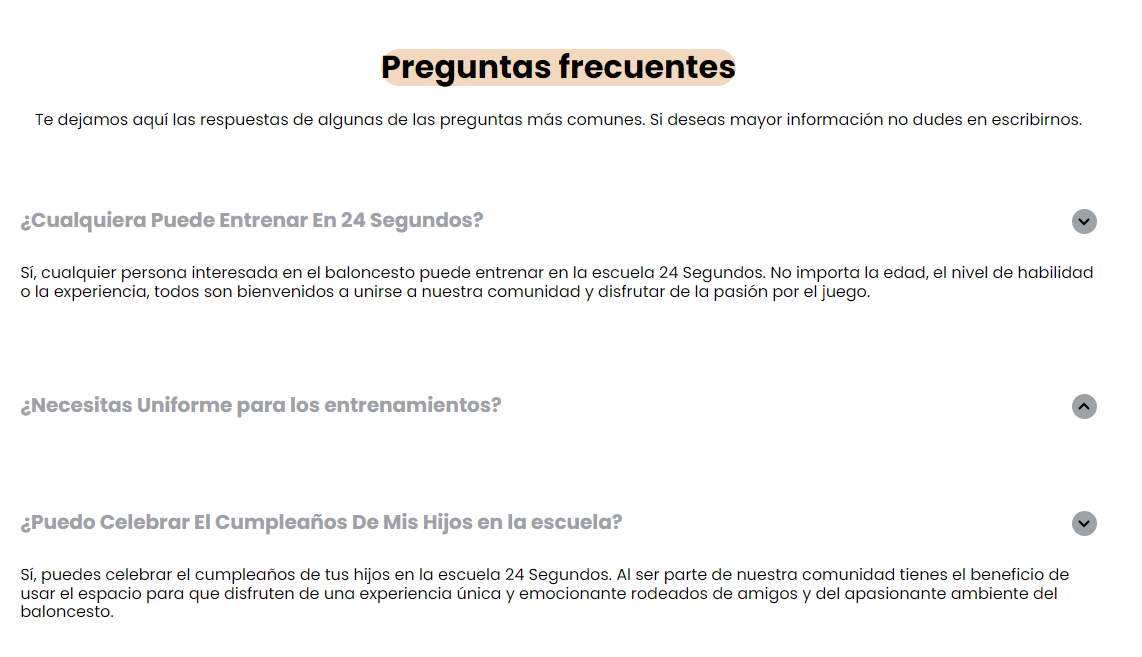 Preguntas frecuentes
Te dejamos aquí las respuestas de algunas de las preguntas más comunes. Si deseas mayor información no dudes en escribirnos.
¿Cualquiera Puede Entrenar En 24 Segundos?
Sí, cualquier persona interesada en el baloncesto puede entrenar en la escuela 24 Segundos. No importa la edad, el nivel de habilidad
o la experiencia, todos son bienvenidos a unirse a nuestra comunidad y disfrutar de la pasión por el juego.
¿Necesitas Uniforme para los entrenamientos?
¿Puedo Celebrar El Cumpleaños De Mis Hijos en la escuela?
Sí, puedes celebrar el cumpleaños de tus hijos en la escuela 24 Segundos. Al ser parte de nuestra comunidad tienes el beneficio de
usar el espacio para que disfruten de una experiencia única y emocionante rodeados de amigos y del apasionante ambiente del
baloncesto.